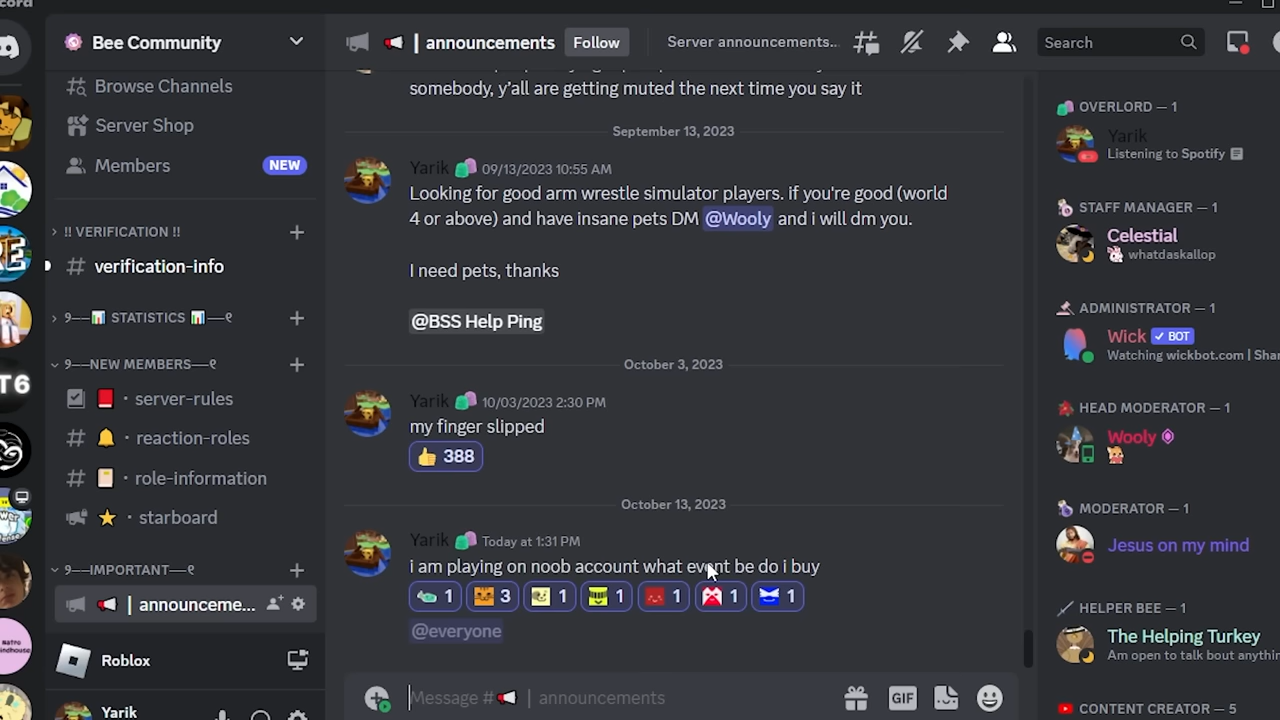 cord
Bee Community
Browse Channels
Server Shop
Members
NEW
!! VERIFICATION !!
verification-info
STATISTICS
NEW MEMBERS
server-rules
reaction-roles
role-information
starboard
IMPORTANT
| announceme...
Roblox
Yarik
| announcements
Follow
Server announcements...
Search
somebody, y'all are getting muted the next time you say it
September 13, 2023
Yarik 09/13/2023 10:55 AM
Looking for good arm wrestle simulator players. if you're good (world
4 or above) and have insane pets DM @Wooly and i will dm you.
I need pets, thanks
@BSS Help Ping
October 3, 2023
Yarik 10/03/2023 2:30 PM
my finger slipped
388
October 13, 2023
Yarik Today at 1:31 PM
i am playing on noob account what event be do i buy
1 3 1 1 1 1 1
@everyone
Message # | announcements
GIF
OVERLORD — 1
Yarik
Listening to Spotify
STAFF MANAGER — 1
Celestial
whatdaskallop
ADMINISTRATOR — 1
Wick ✓ BOT
Watching wickbot.com | Shar
HEAD MODERATOR — 1
Wooly
MODERATOR — 1
Jesus on my mind
HELPER BEE — 1
The Helping Turkey
Am open to talk bout anythin
CONTENT CREATOR — 5